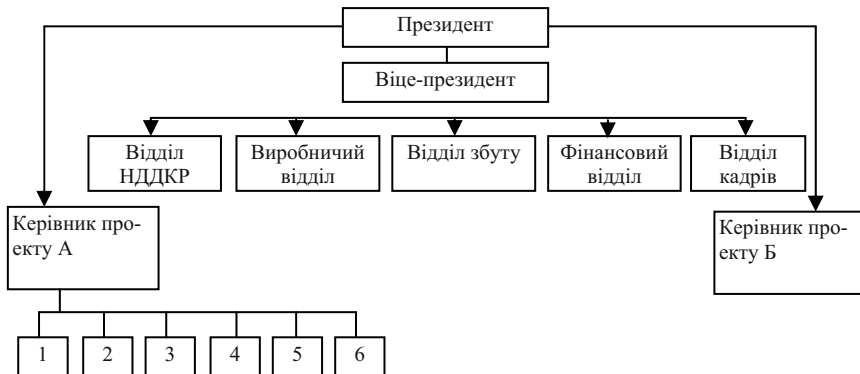 Президент
Віце-президент
Відділ
НДДКР
Виробничий
відділ
Відділ збуту
Фінансовий
відділ
Відділ
кадрів
Керівник про-
екту А
Керівник про-
екту Б
1
2
3
4
5
6